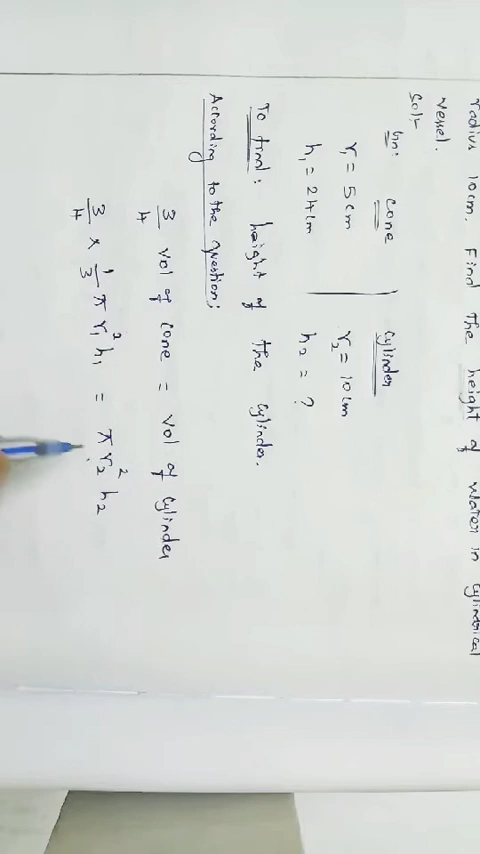 radius 10cm. Find the height of water in cylindrical
vessel.
Sol:-
Gn: Cone Cylinder
r₁ = 5cm r₂ = 10cm
h₁ = 24cm h₂ = ?
To find: height of the cylinder.
According to the question:
3/4 vol of cone = vol of cylinder
3/4 × 1/3 π r₁² h₁ = π r₂² h₂